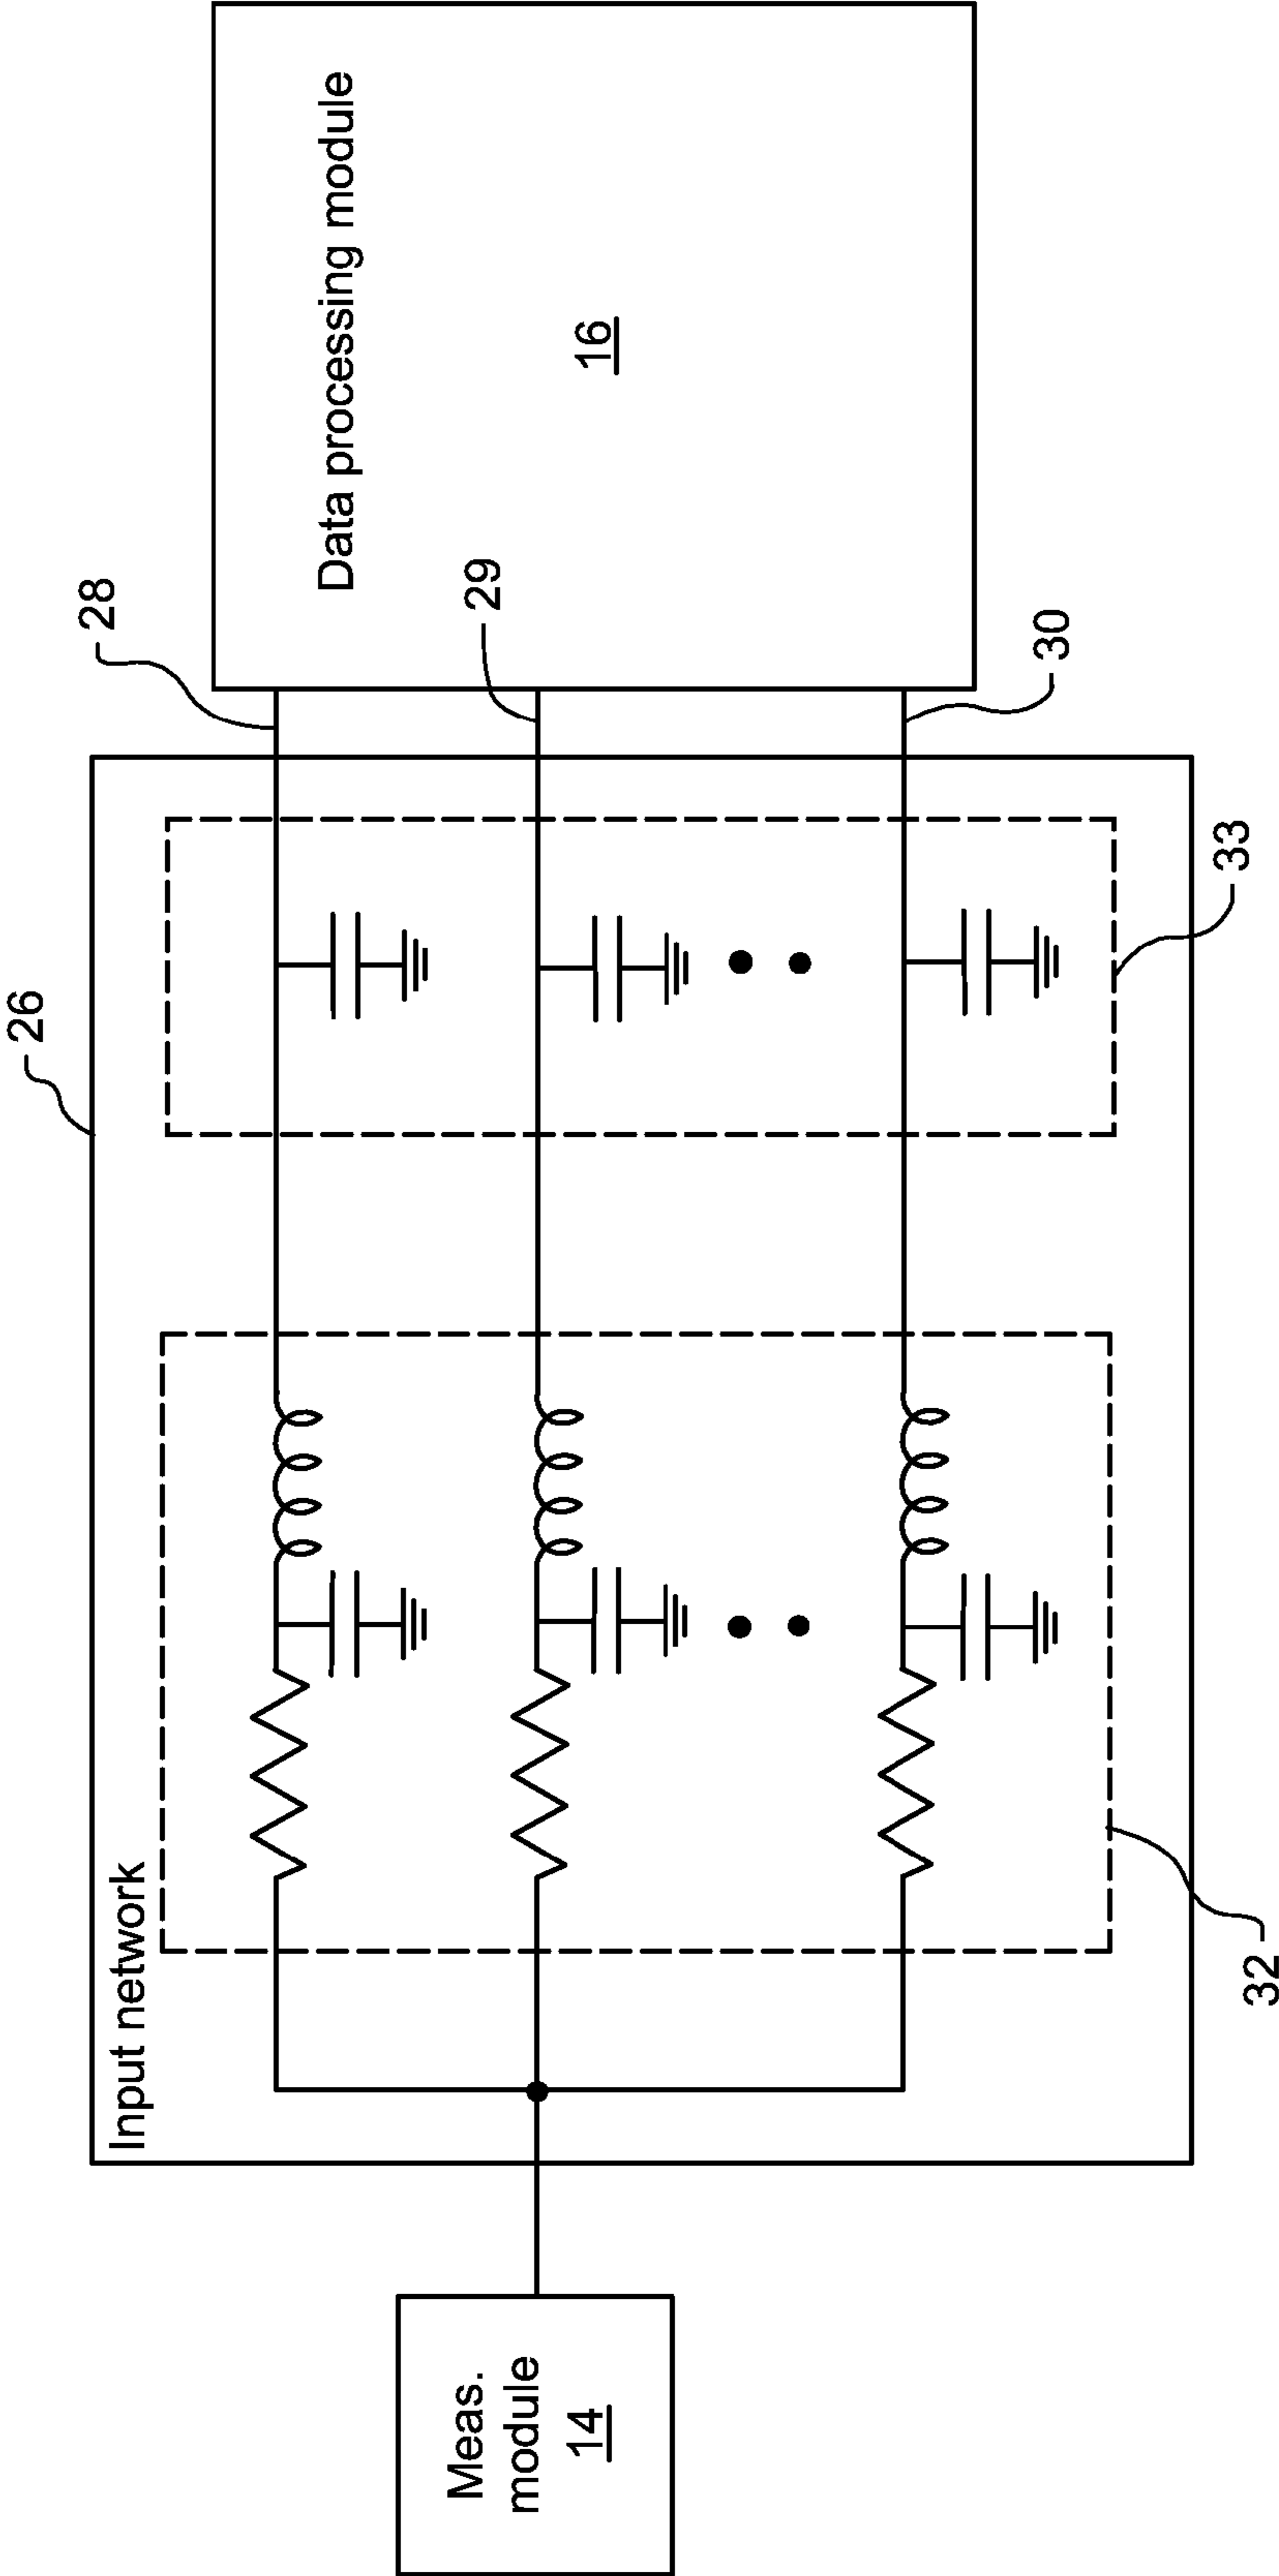 26
Input network
28
Data processing module
29
16
30
Meas.
module
14
33
32